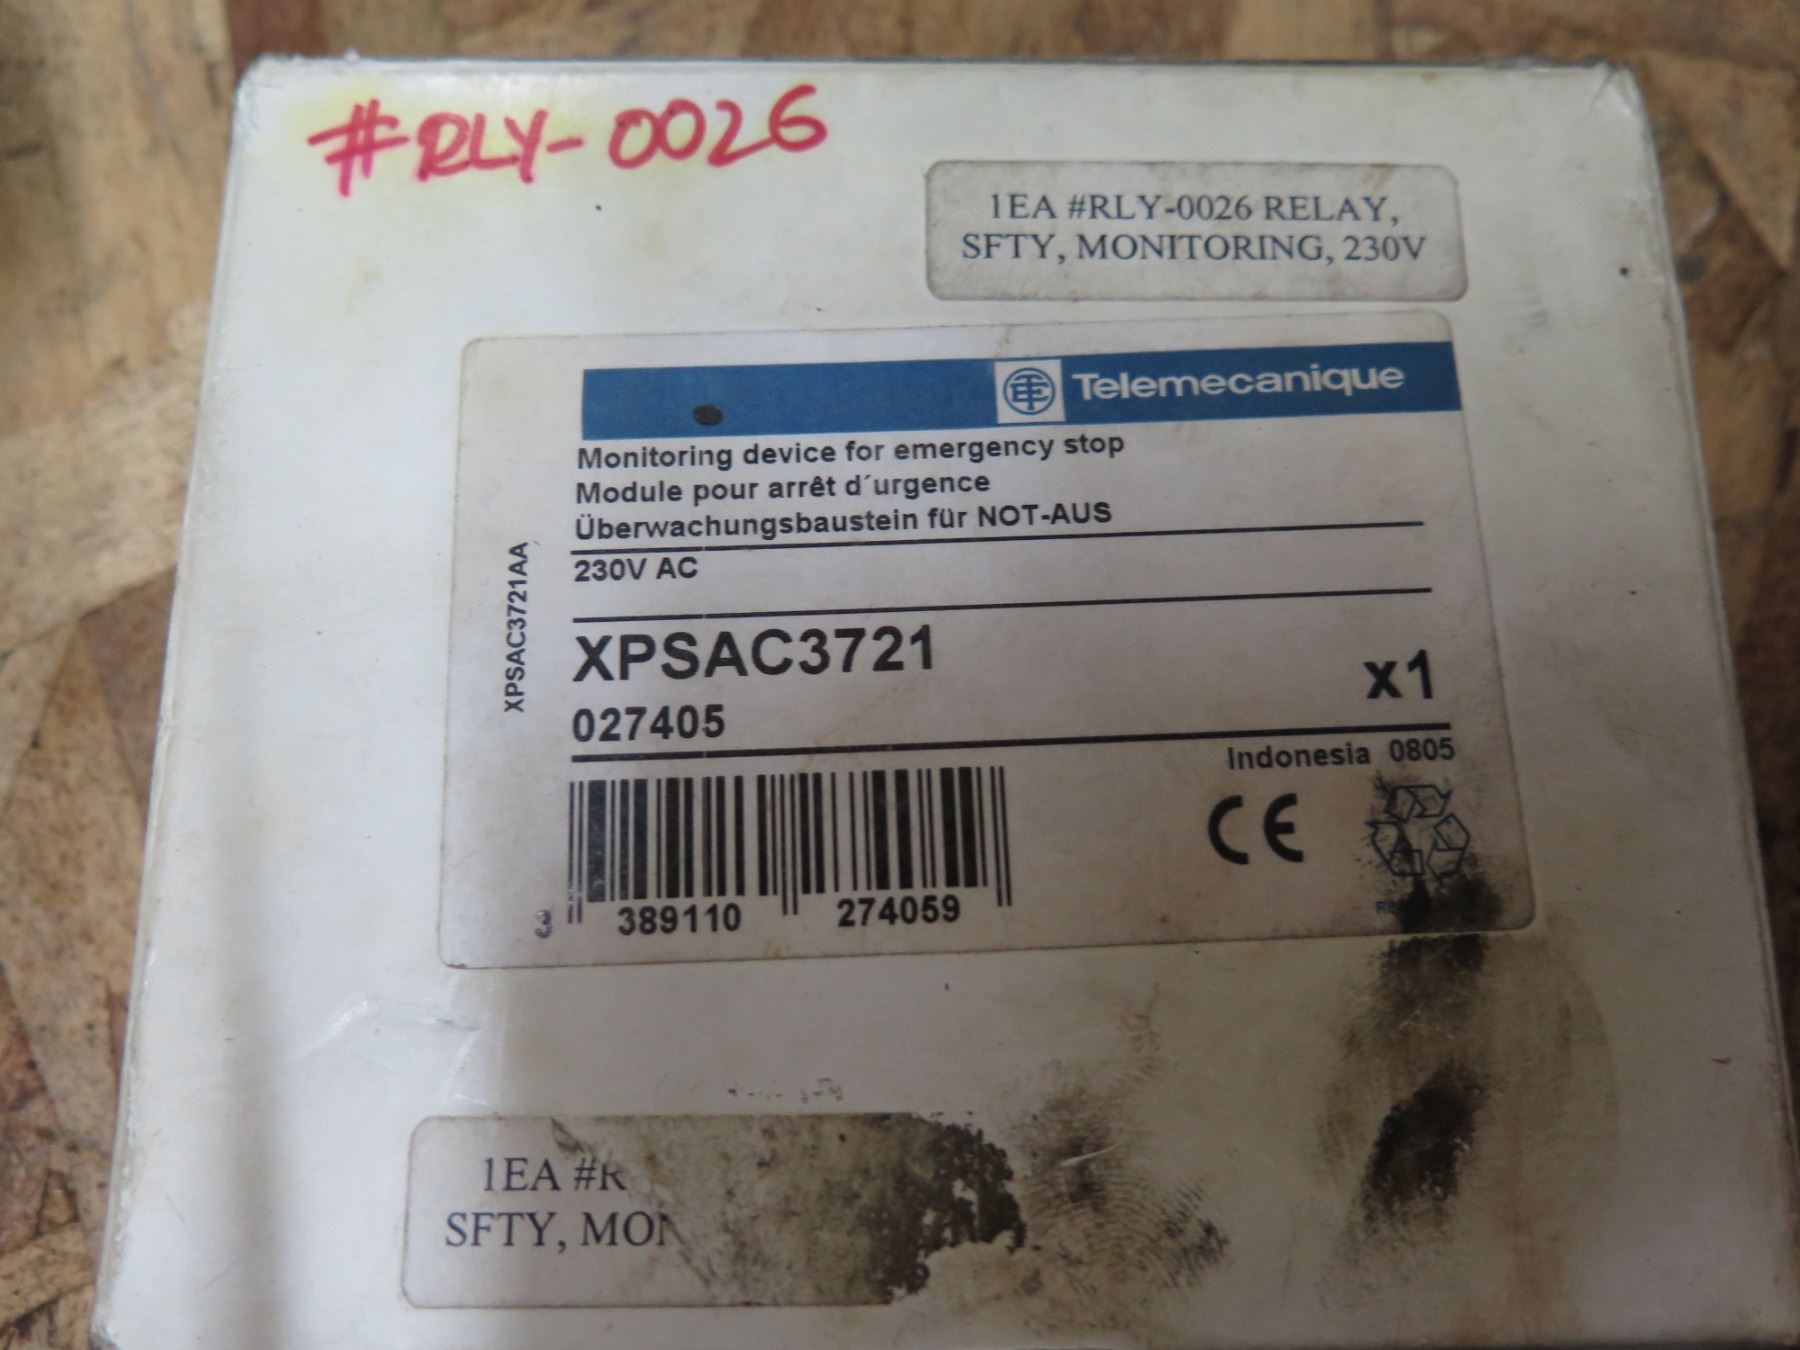 #RLY-0026
1EA #RLY-0026 RELAY,
SFTY, MONITORING, 230V
Telemecanique
Monitoring device for emergency stop
Module pour arrêt d´urgence
Überwachungsbaustein für NOT-AUS
230V AC
XPSAC3721AA
XPSAC3721
x1
027405
Indonesia 0805
CE
3 389110 274059
1EA #R
SFTY, MON